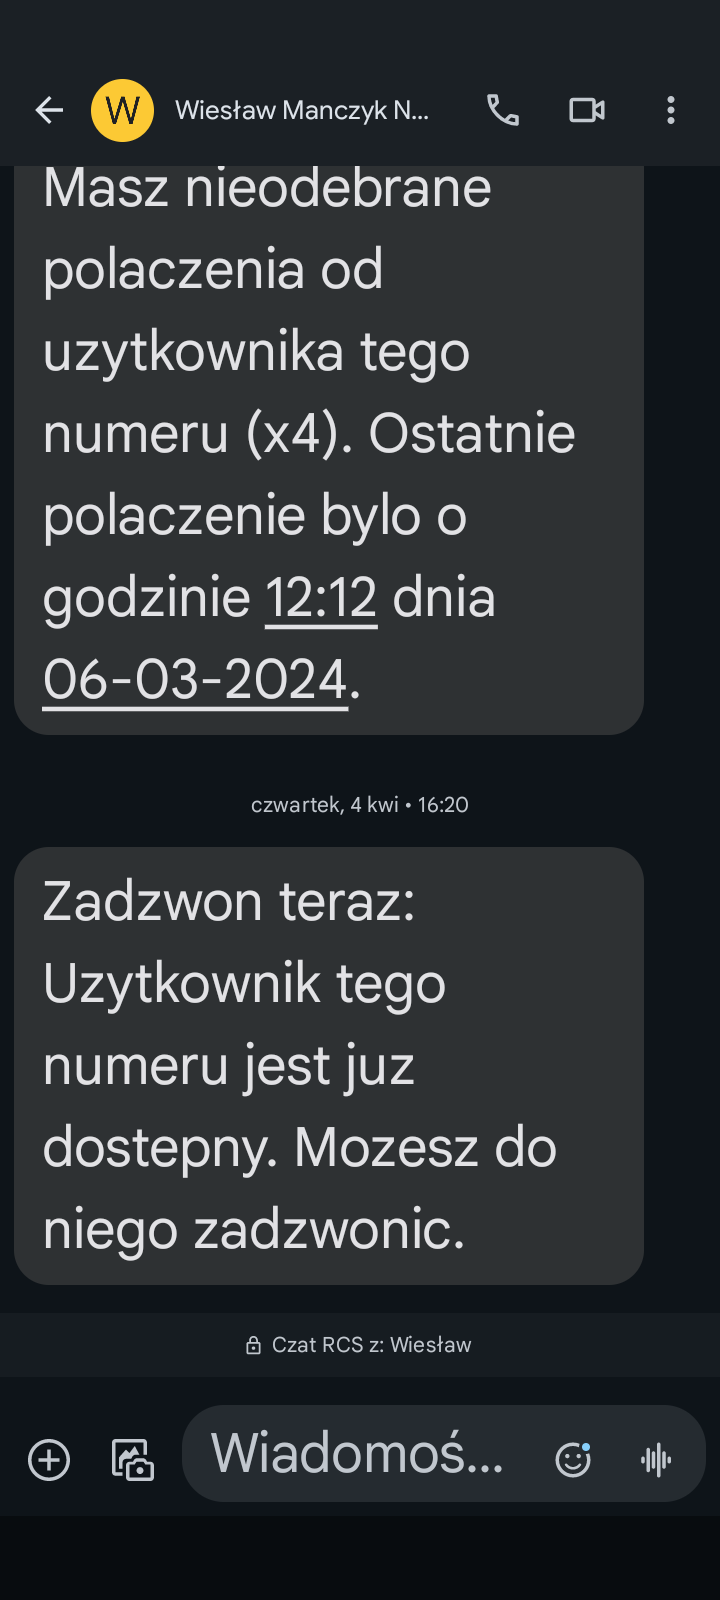 W Wiesław Manczyk N...
Masz nieodebrane
polaczenia od
uzytkownika tego
numeru (x4). Ostatnie
polaczenie bylo o
godzinie 12:12 dnia
06-03-2024.
czwartek, 4 kwi • 16:20
Zadzwon teraz:
Uzytkownik tego
numeru jest juz
dostepny. Mozesz do
niego zadzwonic.
Czat RCS z: Wiesław
Wiadomoś...